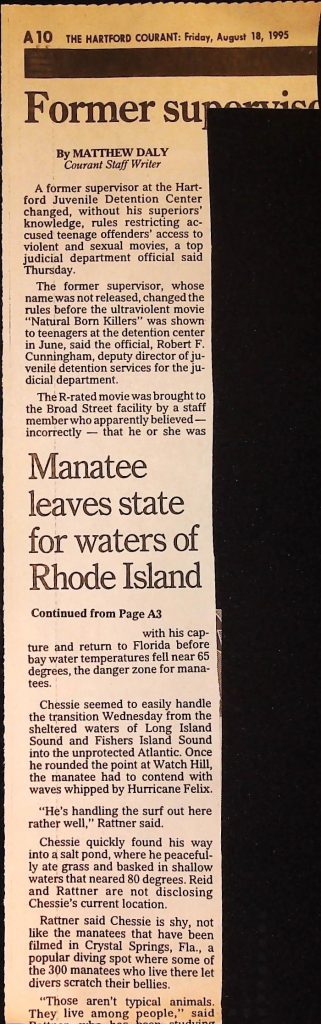 A10 THE HARTFORD COURANT: Friday, August 18, 1995
Former
By MATTHEW DALY
Courant Staff Writer
A former supervisor at the Hart-
ford Juvenile Detention Center
changed, without his superiors'
knowledge, rules restricting ac-
cused teenage offenders' access to
violent and sexual movies, a top
judicial department official said
Thursday.
The former supervisor, whose
name was not released, changed the
rules before the ultraviolent movie
"Natural Born Killers" was shown
to teenagers at the detention center
in June, said the official, Robert F.
Cunningham, deputy director of ju-
venile detention services for the ju-
dicial department.
The R-rated movie was brought to
the Broad Street facility by a staff
member who apparently believed —
incorrectly — that he or she was
Manatee
leaves state
for waters of
Rhode Island
Continued from Page A3
with his cap-
ture and return to Florida before
bay water temperatures fell near 65
degrees, the danger zone for mana-
tees.
Chessie seemed to easily handle
the transition Wednesday from the
sheltered waters of Long Island
Sound and Fishers Island Sound
into the unprotected Atlantic. Once
he rounded the point at Watch Hill,
the manatee had to contend with
waves whipped by Hurricane Felix.
"He's handling the surf out here
rather well," Rattner said.
Chessie quickly found his way
into a salt pond, where he peaceful-
ly ate grass and basked in shallow
waters that neared 80 degrees. Reid
and Rattner are not disclosing
Chessie's current location.
Rattner said Chessie is shy, not
like the manatees that have been
filmed in Crystal Springs, Fla., a
popular diving spot where some of
the 300 manatees who live there let
divers scratch their bellies.
"Those aren't typical animals.
They live among people," said